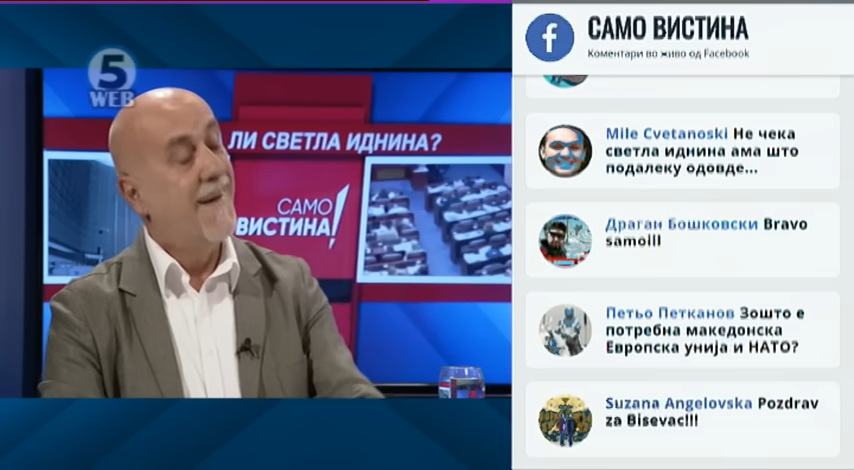 5
WEB
ЛИ СВЕТЛА ИДНИНА?
САМО
ВИСТИНА!
f
САМО ВИСТИНА
Коментари во живо од Facebook
Mile Cvetanoski Не чека
светла иднина ама што
подалеку одовде...
Драган Бошковски Bravo
samo!!!
Петьо Петканов Зошто е
потребна македонска
Европска унија и НАТО?
Suzana Angelovska Pozdrav
za Bisevac!!!